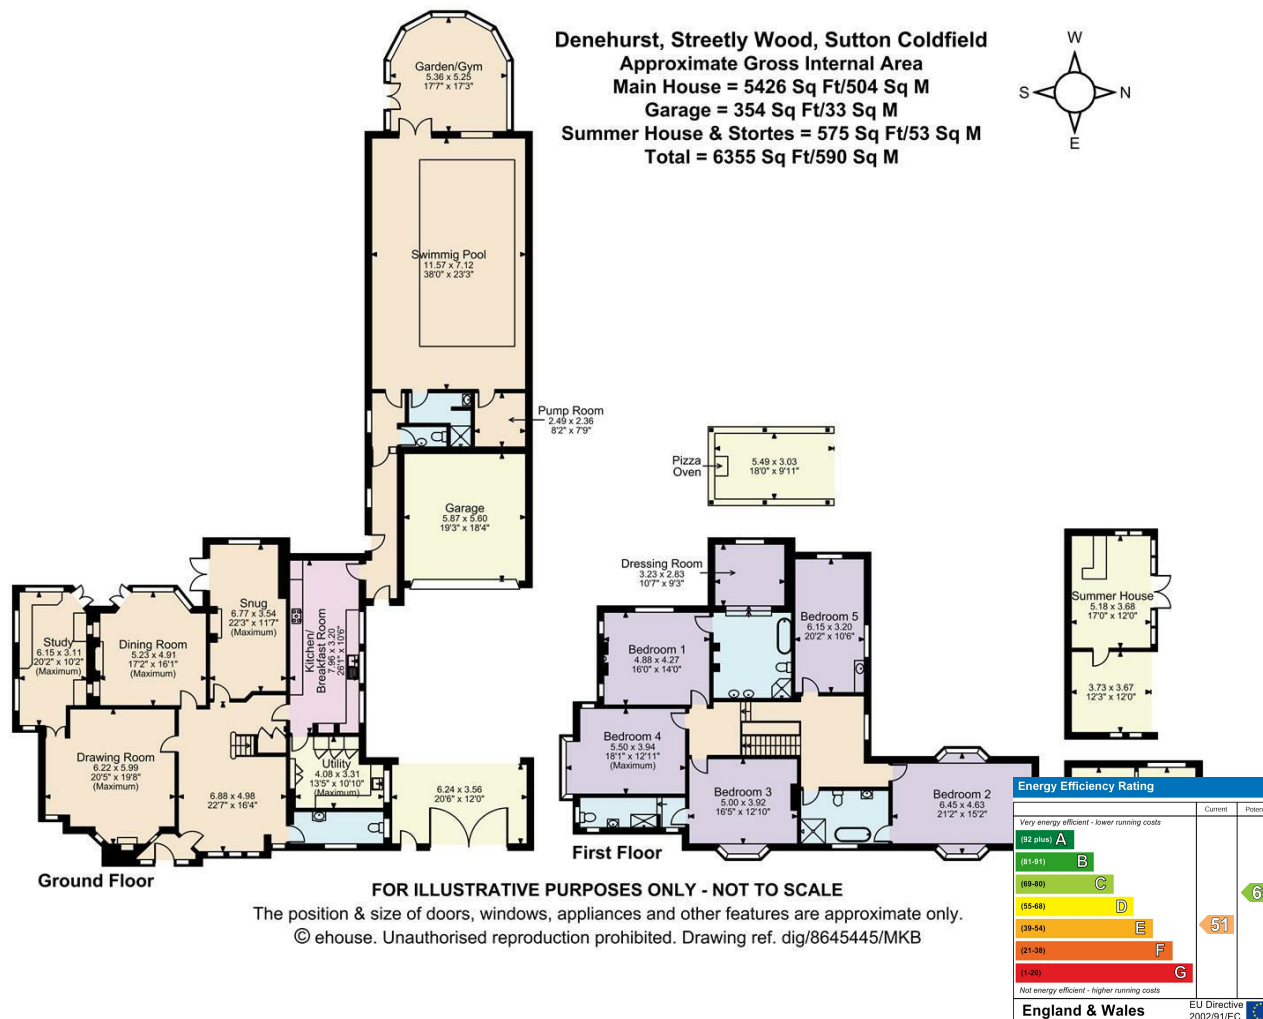 Denehurst, Streetly Wood, Sutton Coldfield
Approximate Gross Internal Area
Main House = 5426 Sq Ft/504 Sq M
Garage = 354 Sq Ft/33 Sq M
Summer House & Stortes = 575 Sq Ft/53 Sq M
Total = 6355 Sq Ft/590 Sq M
W
S
N
E
Garden/Gym
5.36 x 5.25
17'7" x 17'3"
Swimmig Pool
11.57 x 7.12
38'0" x 23'3"
Pump Room
2.49 x 2.36
8'2" x 7'9"
Garage
5.87 x 5.60
19'3" x 18'4"
Snug
6.77 x 3.54
22'3" x 11'7"
(Maximum)
Kitchen/
Breakfast Room
7.96 x 3.20
26'1" x 10'6"
Study
6.15 x 3.11
20'2" x 10'2"
(Maximum)
Dining Room
5.23 x 4.91
17'2" x 16'1"
(Maximum)
Drawing Room
6.22 x 5.99
20'5" x 19'8"
(Maximum)
6.88 x 4.98
22'7" x 16'4"
Utility
4.08 x 3.31
13'5" x 10'10"
(Maximum)
6.24 x 3.56
20'6" x 12'0"
Ground Floor
Pizza
Oven
5.49 x 3.03
18'0" x 9'11"
Dressing Room
3.23 x 2.83
10'7" x 9'3"
Bedroom 5
6.15 x 3.20
20'2" x 10'6"
Bedroom 1
4.88 x 4.27
16'0" x 14'0"
Bedroom 4
5.50 x 3.94
18'1" x 12'11"
(Maximum)
Bedroom 3
5.00 x 3.92
16'5" x 12'10"
Bedroom 2
6.45 x 4.63
21'2" x 15'2"
First Floor
Summer House
5.18 x 3.68
17'0" x 12'0"
3.73 x 3.67
12'3" x 12'0"
FOR ILLUSTRATIVE PURPOSES ONLY - NOT TO SCALE
The position & size of doors, windows, appliances and other features are approximate only.
© ehouse. Unauthorised reproduction prohibited. Drawing ref. dig/8645445/MKB
Energy Efficiency Rating
Current
Very energy efficient - lower running costs
(92 plus) A
(81-91) B
(69-80) C
(55-68) D
(39-54) E
51
(21-38) F
(1-20) G
Not energy efficient - higher running costs
England & Wales
EU Directive
2002/91/EC